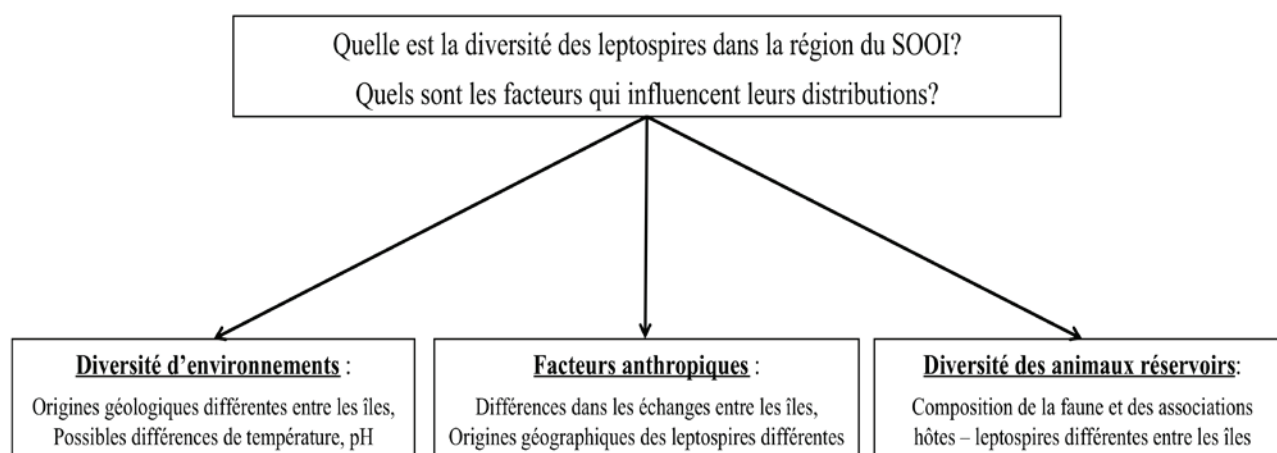 Quelle est la diversité des leptospires dans la région du SOOI?
Quels sont les facteurs qui influencent leurs distributions?
Diversité d'environnements :
Origines géologiques différentes entre les îles,
Possibles différences de température, pH
Facteurs anthropiques :
Différences dans les échanges entre les îles,
Origines géographiques des leptospires différentes
Diversité des animaux réservoirs:
Composition de la faune et des associations
hôtes – leptospires différentes entre les îles